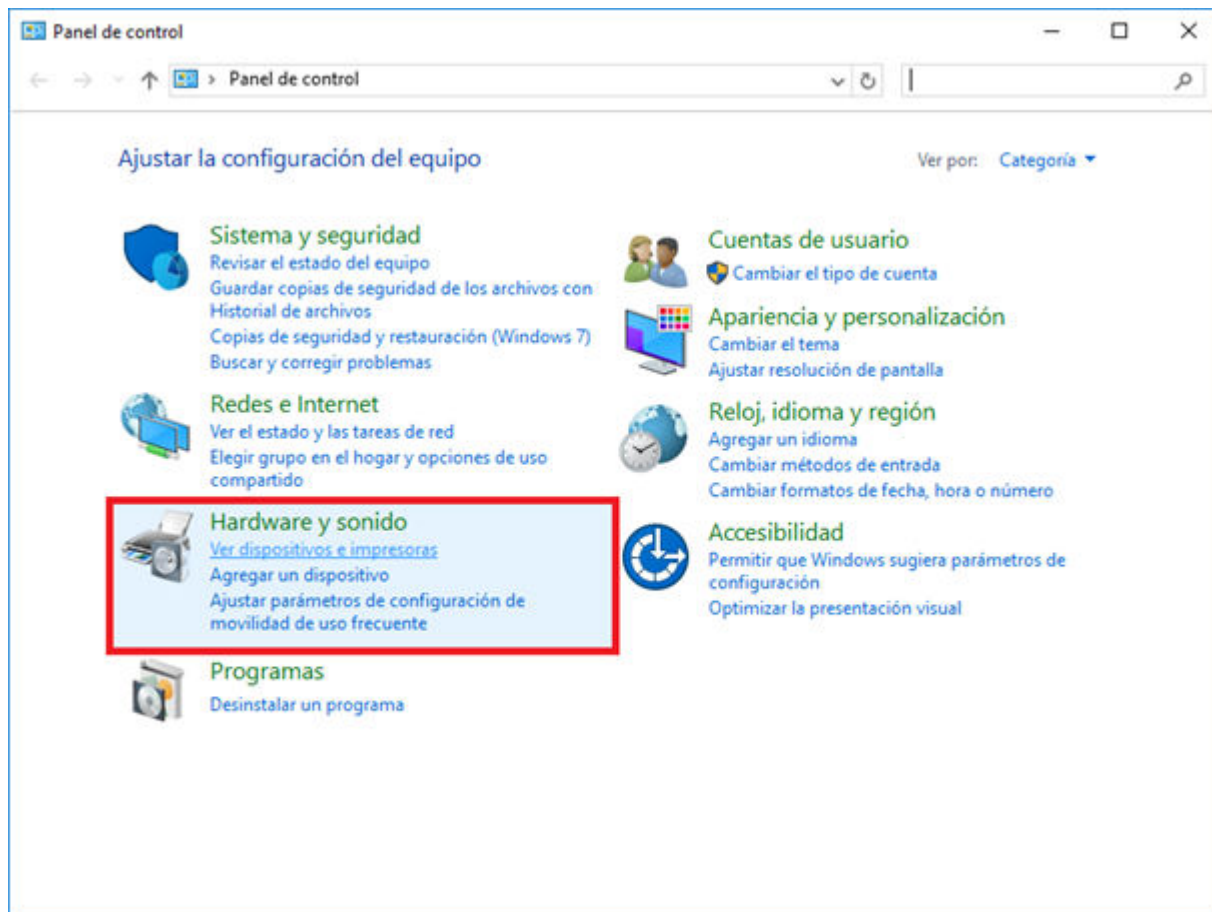 Panel de control
Panel de control
Ajustar la configuración del equipo
Ver por: Categoría
Sistema y seguridad
Revisar el estado del equipo
Guardar copias de seguridad de los archivos con
Historial de archivos
Copias de seguridad y restauración (Windows 7)
Buscar y corregir problemas
Redes e Internet
Ver el estado y las tareas de red
Elegir grupo en el hogar y opciones de uso
compartido
Hardware y sonido
Ver dispositivos e impresoras
Agregar un dispositivo
Ajustar parámetros de configuración de
movilidad de uso frecuente
Programas
Desinstalar un programa
Cuentas de usuario
Cambiar el tipo de cuenta
Apariencia y personalización
Cambiar el tema
Ajustar resolución de pantalla
Reloj, idioma y región
Agregar un idioma
Cambiar métodos de entrada
Cambiar formatos de fecha, hora o número
Accesibilidad
Permitir que Windows sugiera parámetros de
configuración
Optimizar la presentación visual